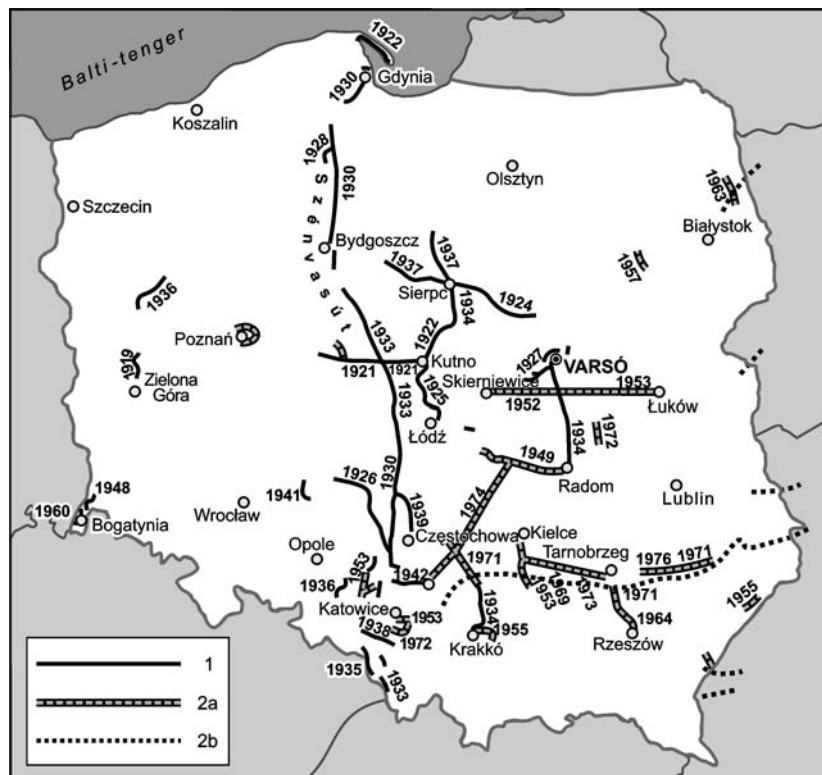 1922
Balti-tenger
1930
Gdynia
Koszalin
1928
1930
Olsztyn
1963
Szczecin
Szénvasút
Białystok
Bydgoszcz
1937
1937
1957
Sierpc
1924
1936
1934
1922
1933
Poznań
1927
VARSÓ
Kutno
1921
1921
1919
Zielona
Góra
1925
Skierniewice
1953
1952
Łuków
1933
Łódź
1972
1934
1949
Radom
1926
1930
1974
Lublin
1948
1941
1960
Bogatynia
Wrocław
1939
Częstochowa
Kielce
Opole
1953
Tarnobrzeg
1976
1971
1971
1942
1936
1953
1969
1973
1971
Katowice
1953
1934
1964
1955
1938
1972
1955
Krakkó
Rzeszów
1935
1933
1
2a
2b